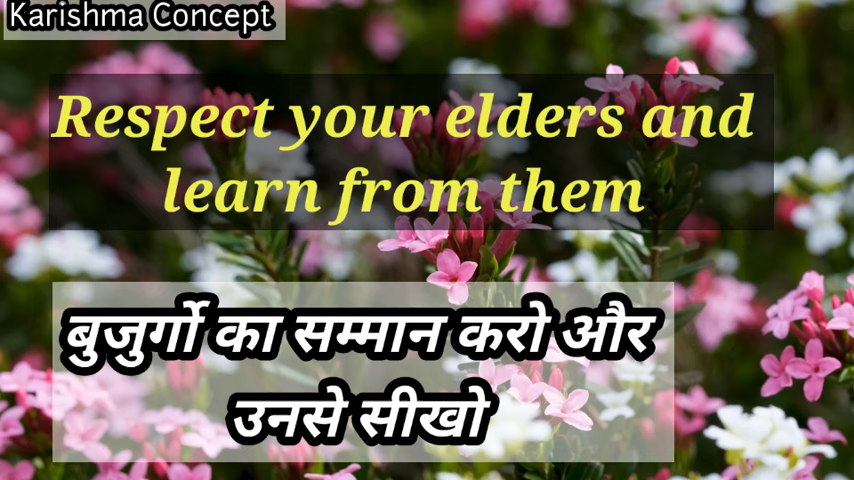 Karishma Concept
Respect your elders and
learn from them
बुजुर्गो का सम्मान करो और
उनसे सीखो